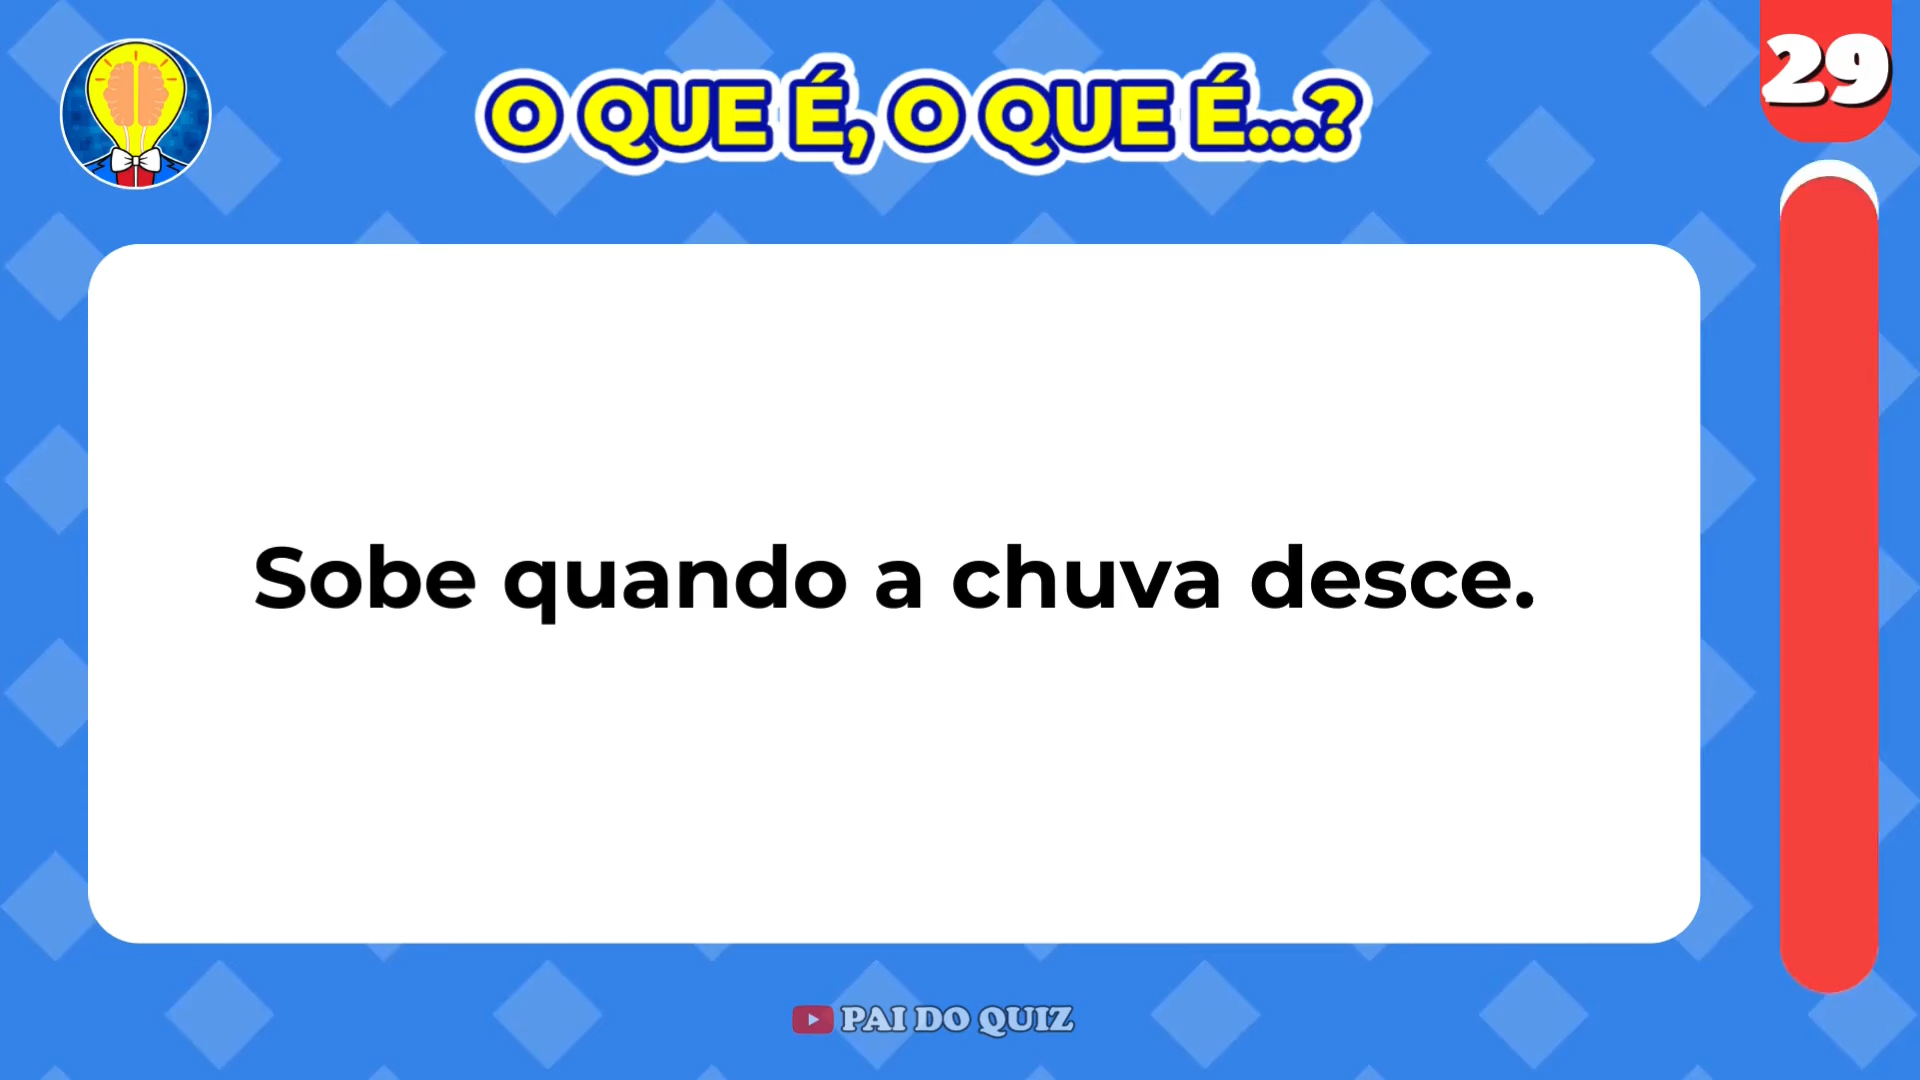 O QUE É, O QUE É...?
29
Sobe quando a chuva desce.
PAI DO QUIZ